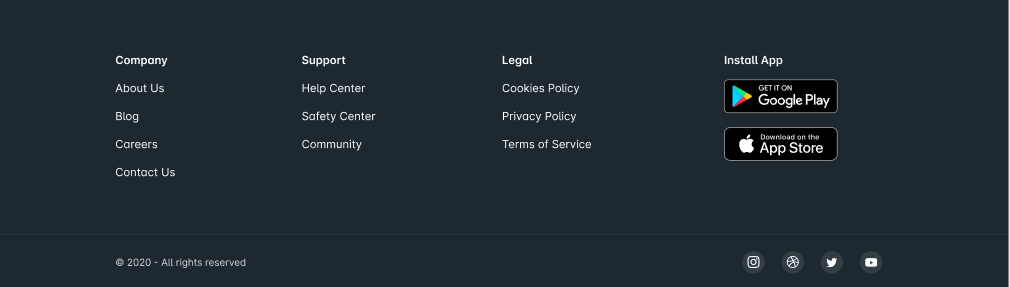 Company
About Us
Blog
Careers
Contact Us
Support
Help Center
Safety Center
Community
Legal
Cookies Policy
Privacy Policy
Terms of Service
Install App
GET IT ON
Google Play
Download on the
App Store
© 2020 - All rights reserved